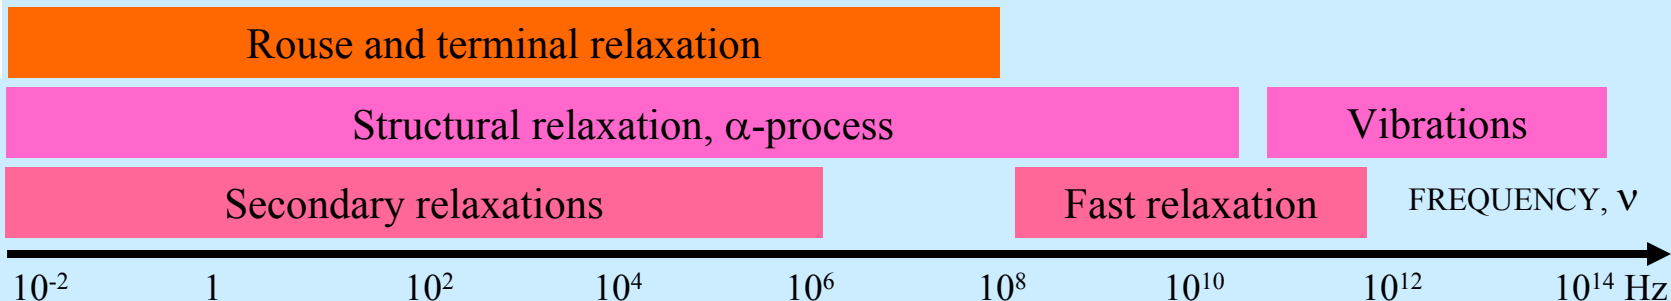 Rouse and terminal relaxation
Structural relaxation, α-process
Vibrations
Secondary relaxations
Fast relaxation
FREQUENCY, ν
10⁻² 1 10² 10⁴ 10⁶ 10⁸ 10¹⁰ 10¹² 10¹⁴ Hz